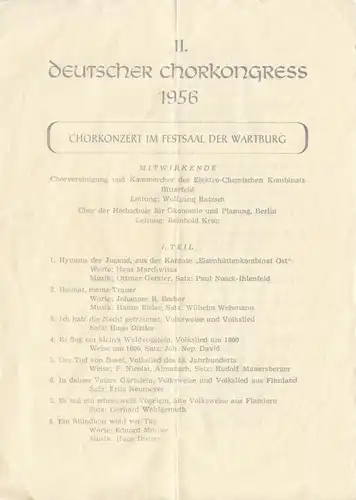 II.
DEUTSCHER CHORKONGRESS
1956
CHORKONZERT IM FESTSAAL DER WARTBURG
MITWIRKENDE
Chorvereinigung und Kammerchor des Elektro-Chemischen Kombinats
Bitterfeld
Leitung: Wolfgang
Chor der Hochschule für Ökonomie und Planung, Berlin
Leitung: Reinhold Krug
I. TEIL
1. Hymnus der Jugend, aus der Kantate „Eisenhüttenkombinat Ost“
Worte: Hans Marchwitza
Musik: Ottmar Gerster, Satz: Paul Noack-Ihlenfeld
2. Heimat, meine Trauer
Worte: Johannes R. Becher
Musik: Hanns Eisler, Satz: Wilhelm Weismann
3. Ich hab' die Nacht geträumet, Volksweise und Volkslied
Satz: Hugo Distler
4. Es flog ein klein's Waldvögelein, Volkslied um 1600
Weise um 1600, Satz: Joh. Nep. David
5. Der Tod von Basel, Volkslied des 18. Jahrhunderts
Weise: F. Nicolai, Almanach, Satz: Rudolf Mauersberger
6. In deines Vaters Gärtelein, Volksweise und Volkslied aus
Satz: Fritz Neumeyer
7. Es saß ein schneeweiß Vögelein, alte Volksweise aus Flandern
Satz: Gerhard Wohlgemuth
8. Ein Stündlein wohl vor Tag
Worte: Eduard Mörike
Musik: Hugo Distler